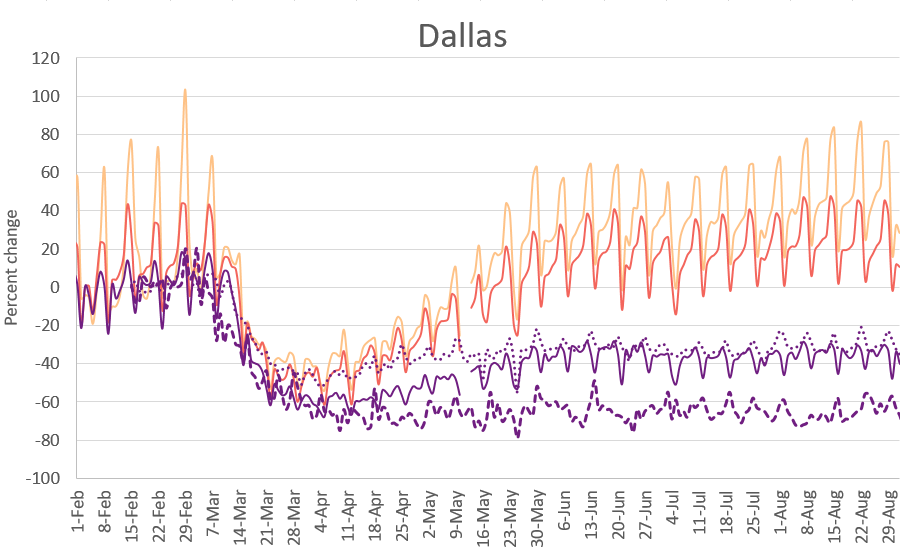 Dallas
Percent change
120
100
80
60
40
20
0
-20
-40
-60
-80
-100
1-Feb
8-Feb
15-Feb
22-Feb
29-Feb
7-Mar
14-Mar
21-Mar
28-Mar
4-Apr
11-Apr
18-Apr
25-Apr
2-May
9-May
16-May
23-May
30-May
6-Jun
13-Jun
20-Jun
27-Jun
4-Jul
11-Jul
18-Jul
25-Jul
1-Aug
8-Aug
15-Aug
22-Aug
29-Aug